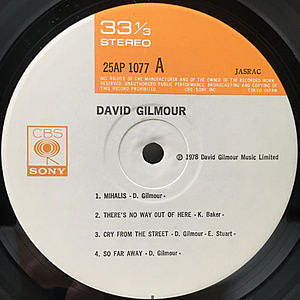 33 1/3
STEREO
25AP 1077 A
JASRAC
ALL RIGHTS OF THE MANUFACTURER AND OF THE OWNER OF THE RECORDED WORK
RESERVED. UNAUTHORIZED PUBLIC PERFORMANCE, BROADCASTING AND COPYING OF
THIS RECORD PROHIBITED CBS/SONY INC. TOKYO JAPAN
DAVID GILMOUR
CBS
SONY
℗ 1978 David Gilmour Music Limited
1. MIHALIS - D. Gilmour -
2. THERE'S NO WAY OUT OF HERE - K. Baker -
3. CRY FROM THE STREET - D. Gilmour - E. Stuart -
4. SO FAR AWAY - D. Gilmour -